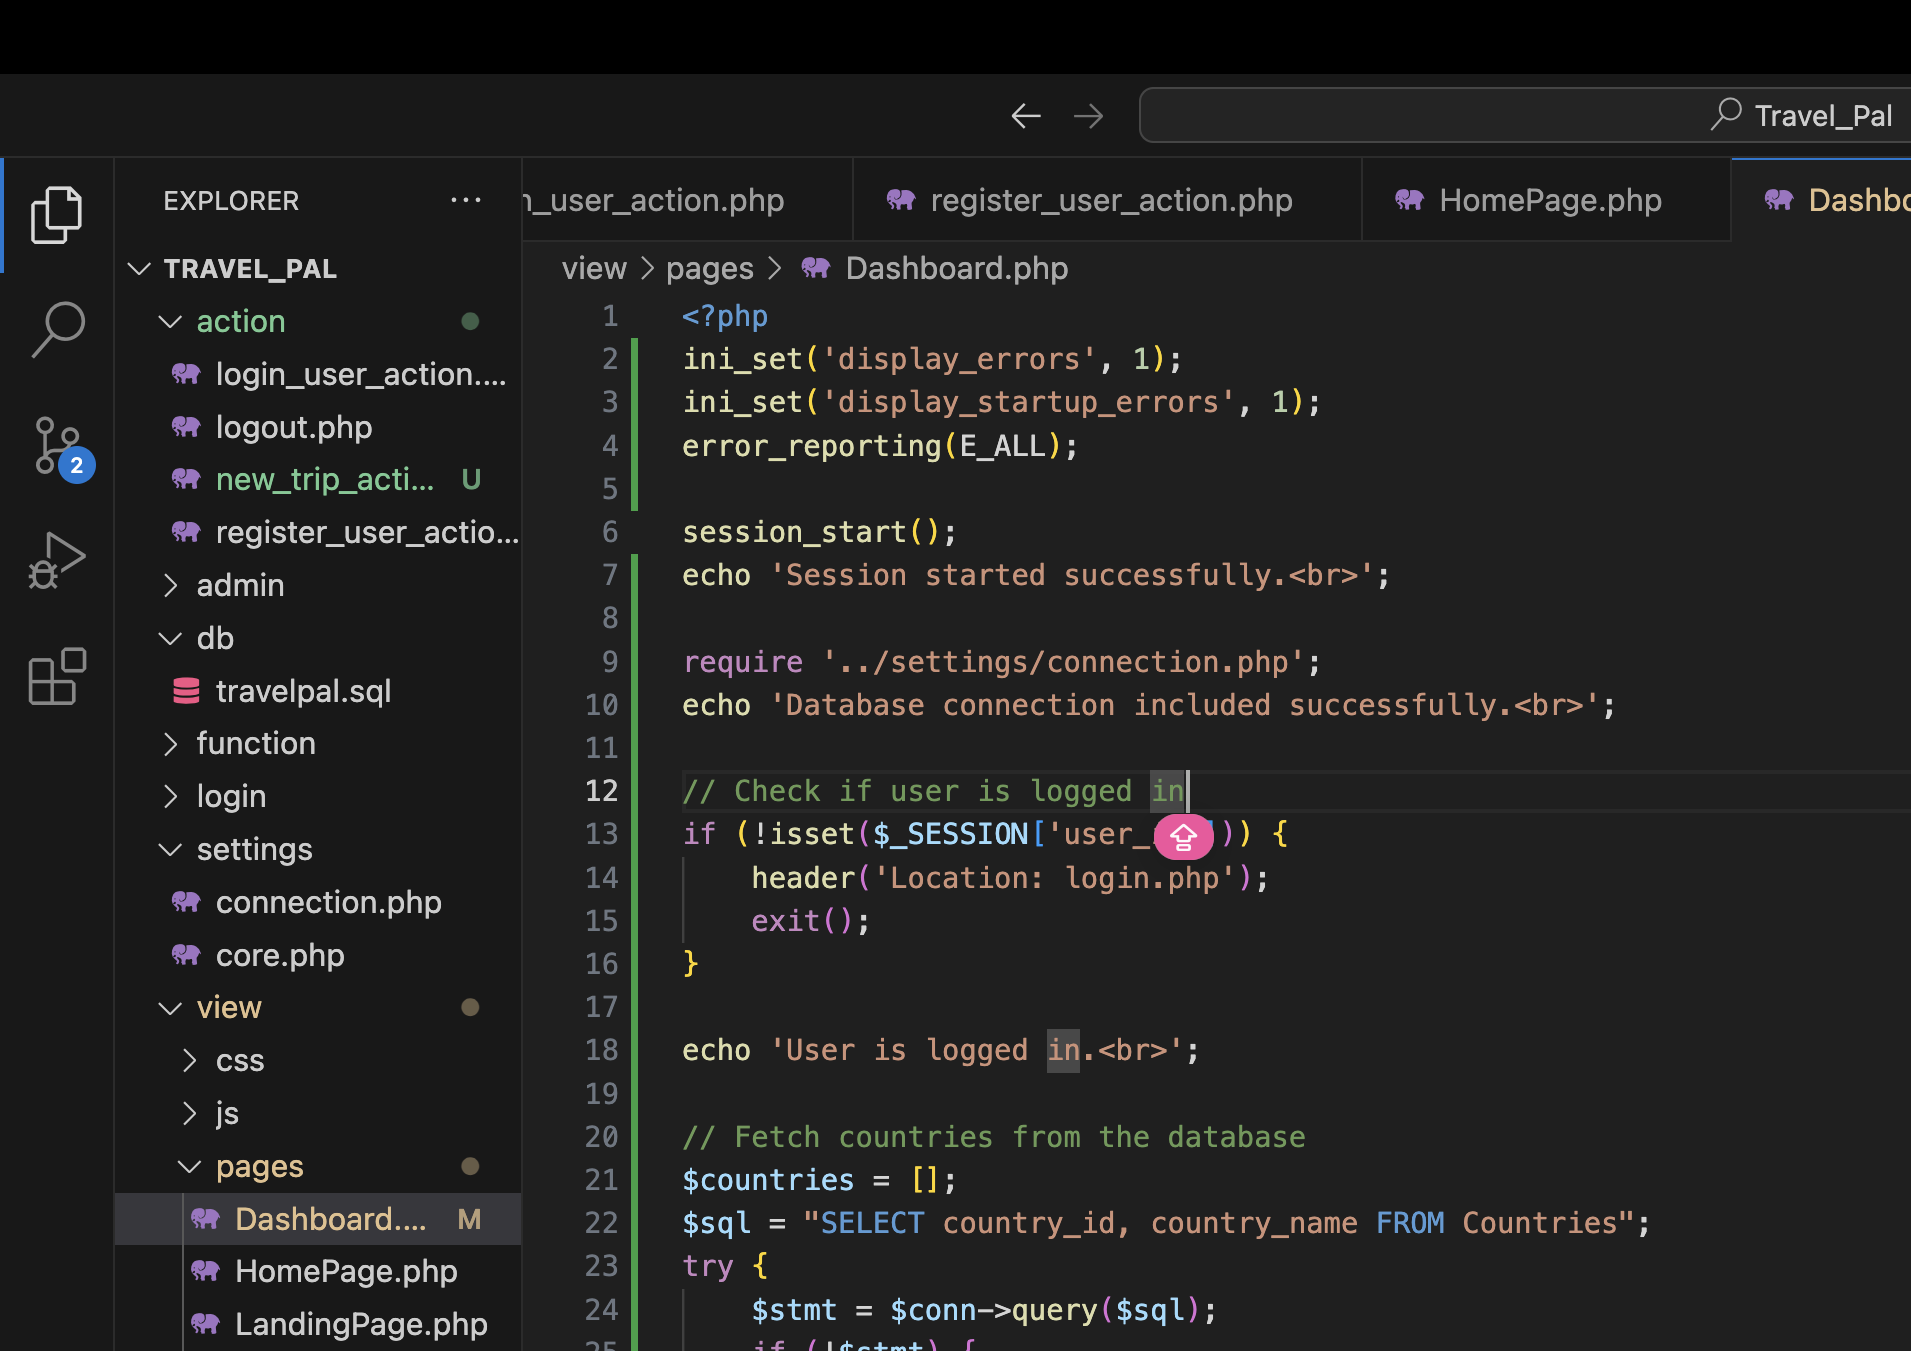 Travel_Pal
EXPLORER ...
n_user_action.php register_user_action.php HomePage.php Dashbo
TRAVEL_PAL
action
login_user_action....
logout.php
new_trip_acti... U
register_user_actio...
admin
db
travelpal.sql
function
login
settings
connection.php
core.php
view
css
js
pages
Dashboard.... M
HomePage.php
LandingPage.php
2
view > pages > Dashboard.php
1 <?php
2 ini_set('display_errors', 1);
3 ini_set('display_startup_errors', 1);
4 error_reporting(E_ALL);
5
6 session_start();
7 echo 'Session started successfully.<br>';
8
9 require '../settings/connection.php';
10 echo 'Database connection included successfully.<br>';
11
12 // Check if user is logged in
13 if (!isset($_SESSION['user_])) {
14 header('Location: login.php');
15 exit();
16 }
17
18 echo 'User is logged in.<br>';
19
20 // Fetch countries from the database
21 $countries = [];
22 $sql = "SELECT country_id, country_name FROM Countries";
23 try {
24 $stmt = $conn->query($sql);
25 if (!$stmt) {